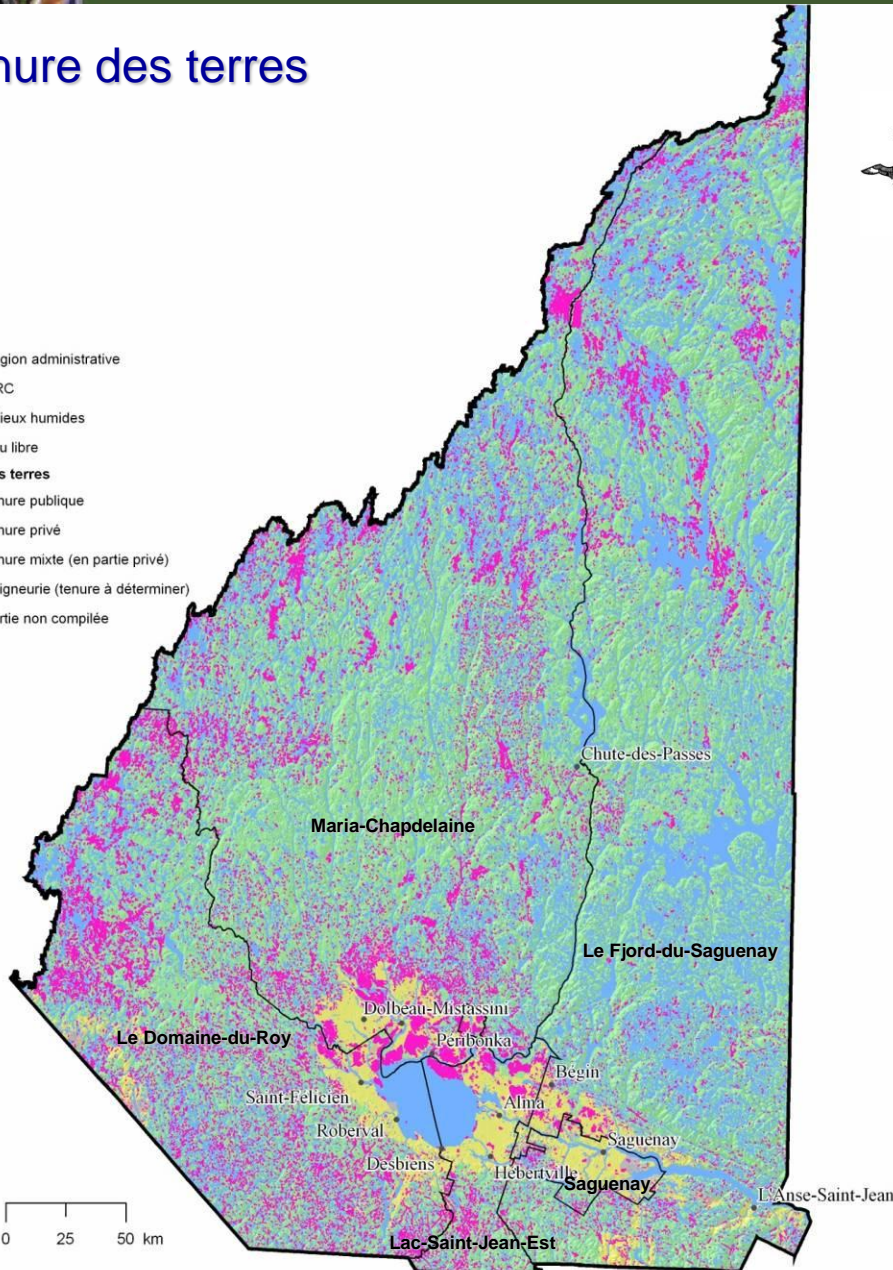 nure des terres
gion administrative
RC
ieux humides
u libre
s terres
nure publique
nure privé
nure mixte (en partie privé)
igneurie (tenure à déterminer)
rtie non compilée
Chute-des-Passes
Maria-Chapdelaine
Le Fjord-du-Saguenay
Dolbeau-Mistassini
Le Domaine-du-Roy
Péribonka
Bégin
Saint-Félicien
Alma
Roberval
Saguenay
Desbiens
Hébertville
Saguenay
L'Anse-Saint-Jean
0 25 50 km
Lac-Saint-Jean-Est